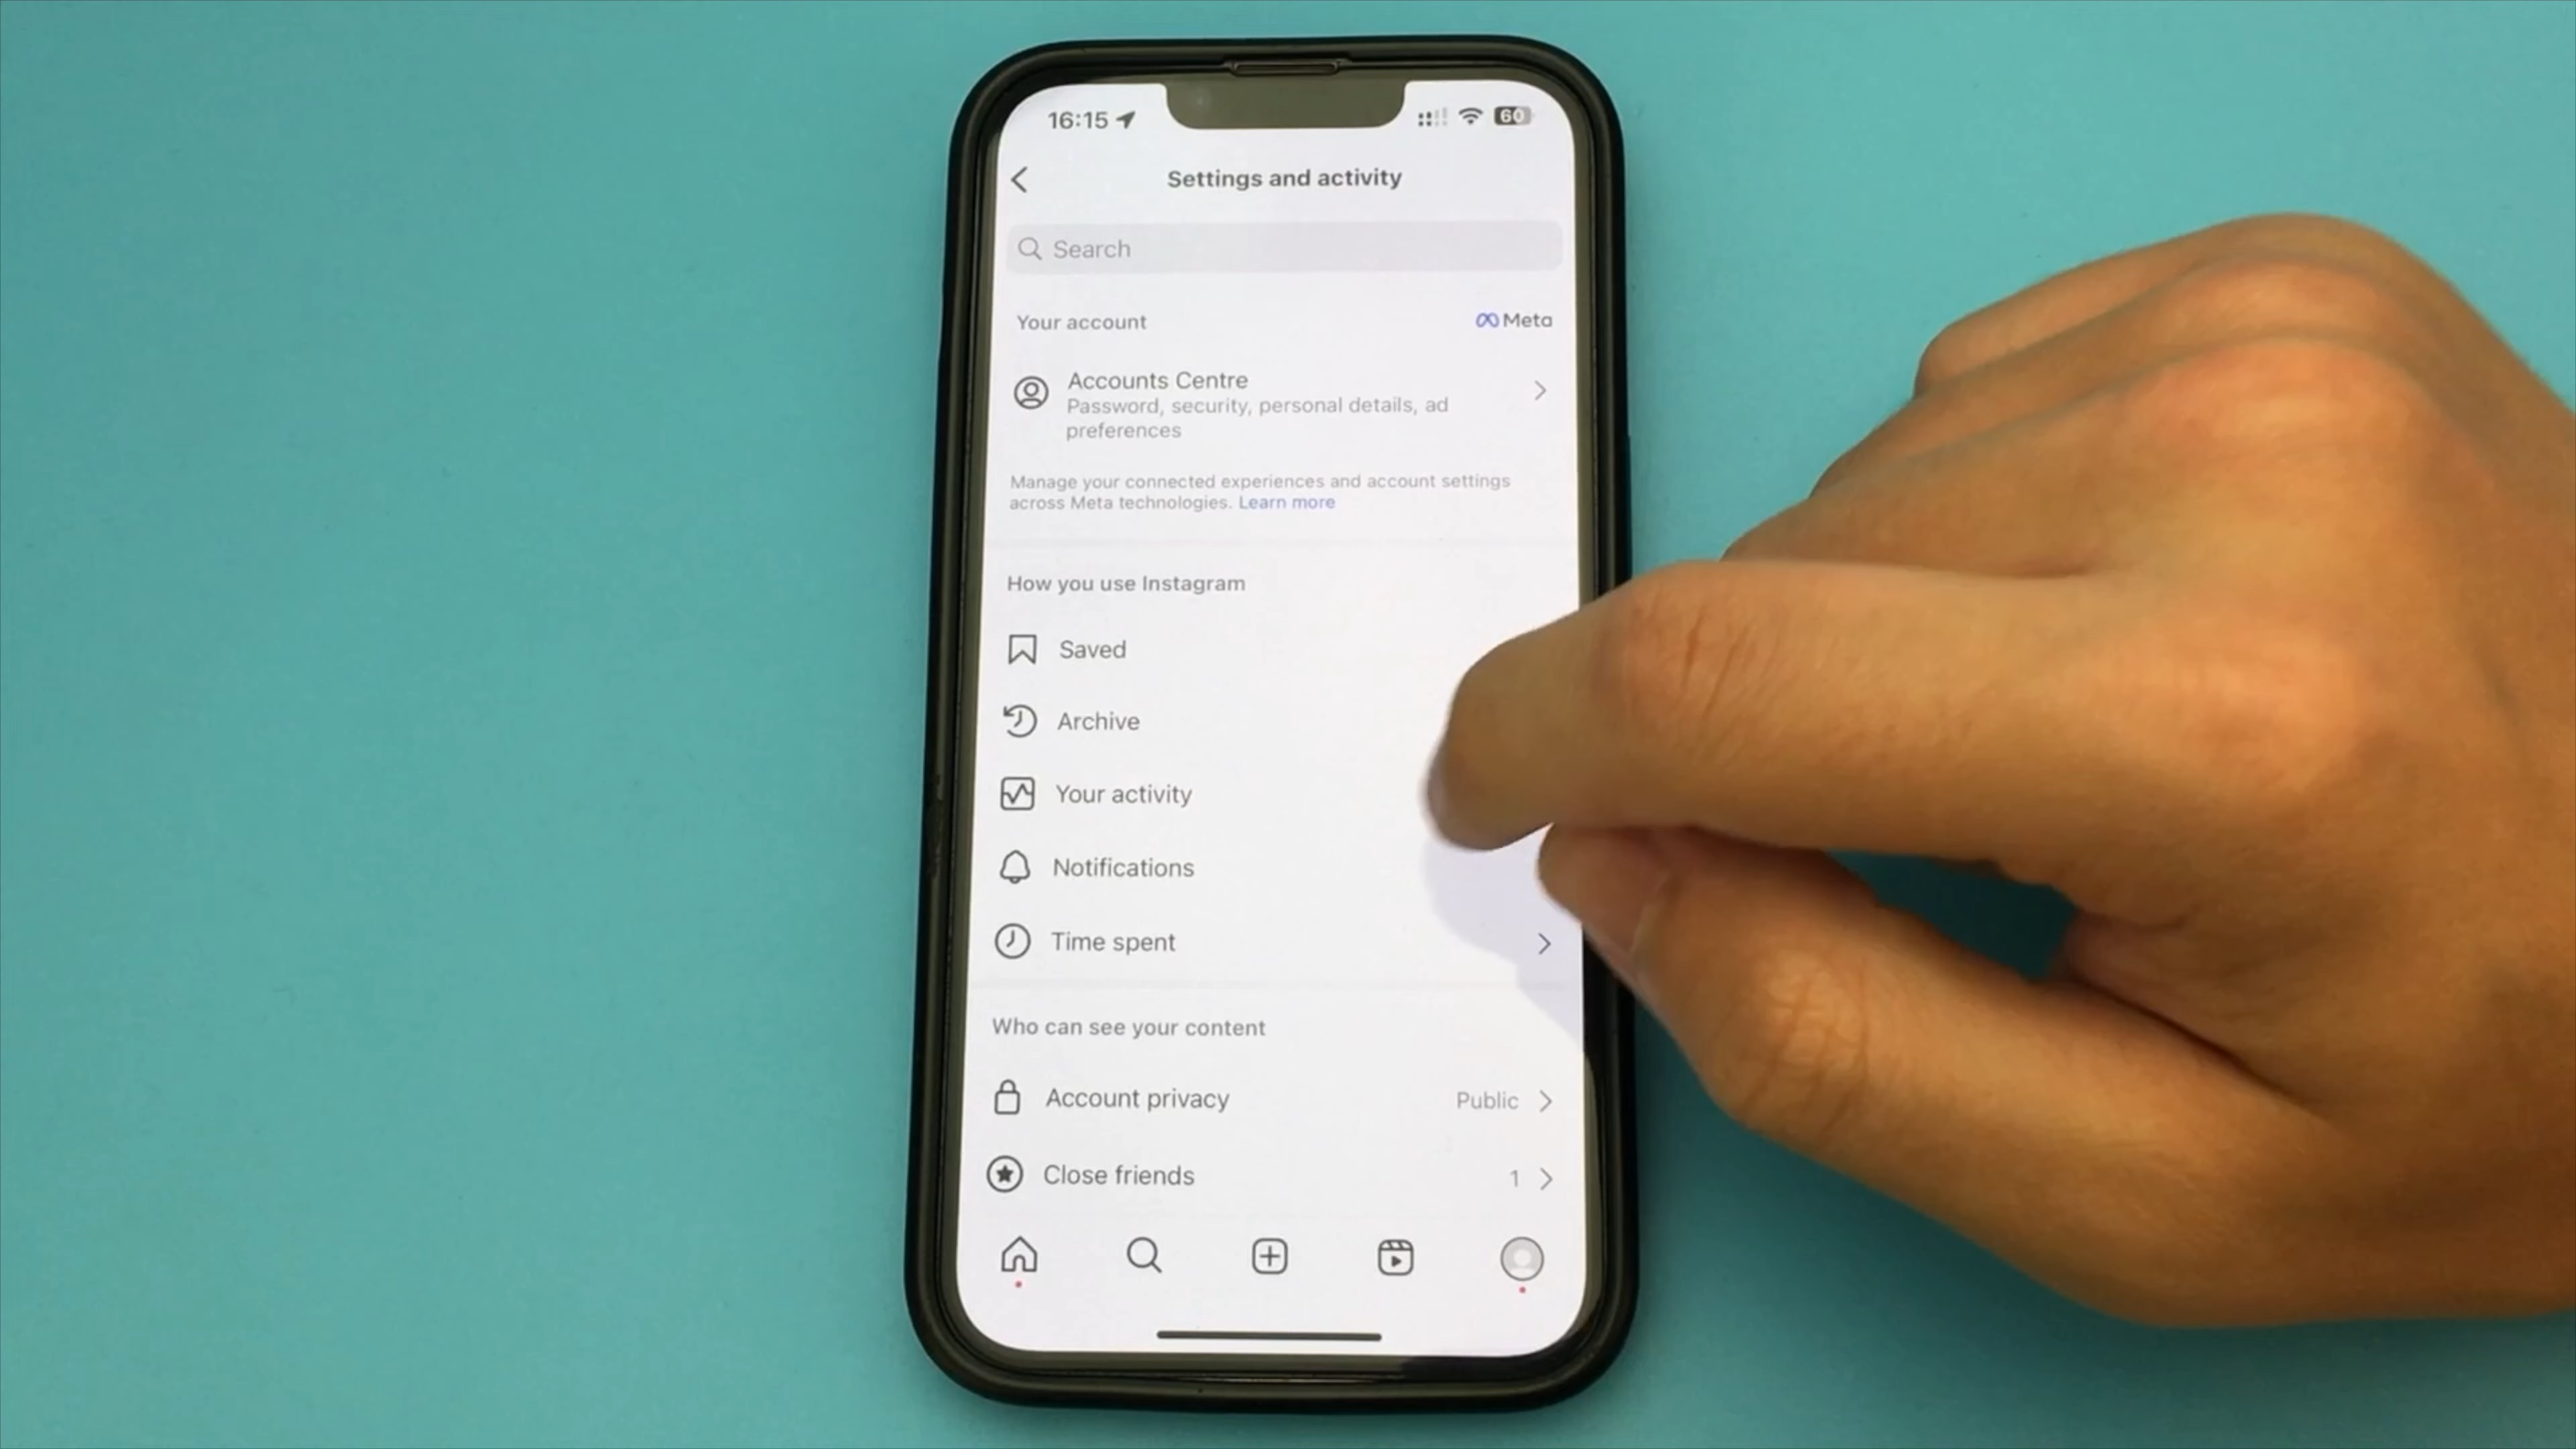 16:15
60
Settings and activity
Search
Your account
Meta
Accounts Centre
Password, security, personal details, ad
preferences
Manage your connected experiences and account settings
across Meta technologies. Learn more
How you use Instagram
Saved
Archive
Your activity
Notifications
Time spent
Who can see your content
Account privacy Public
Close friends 1